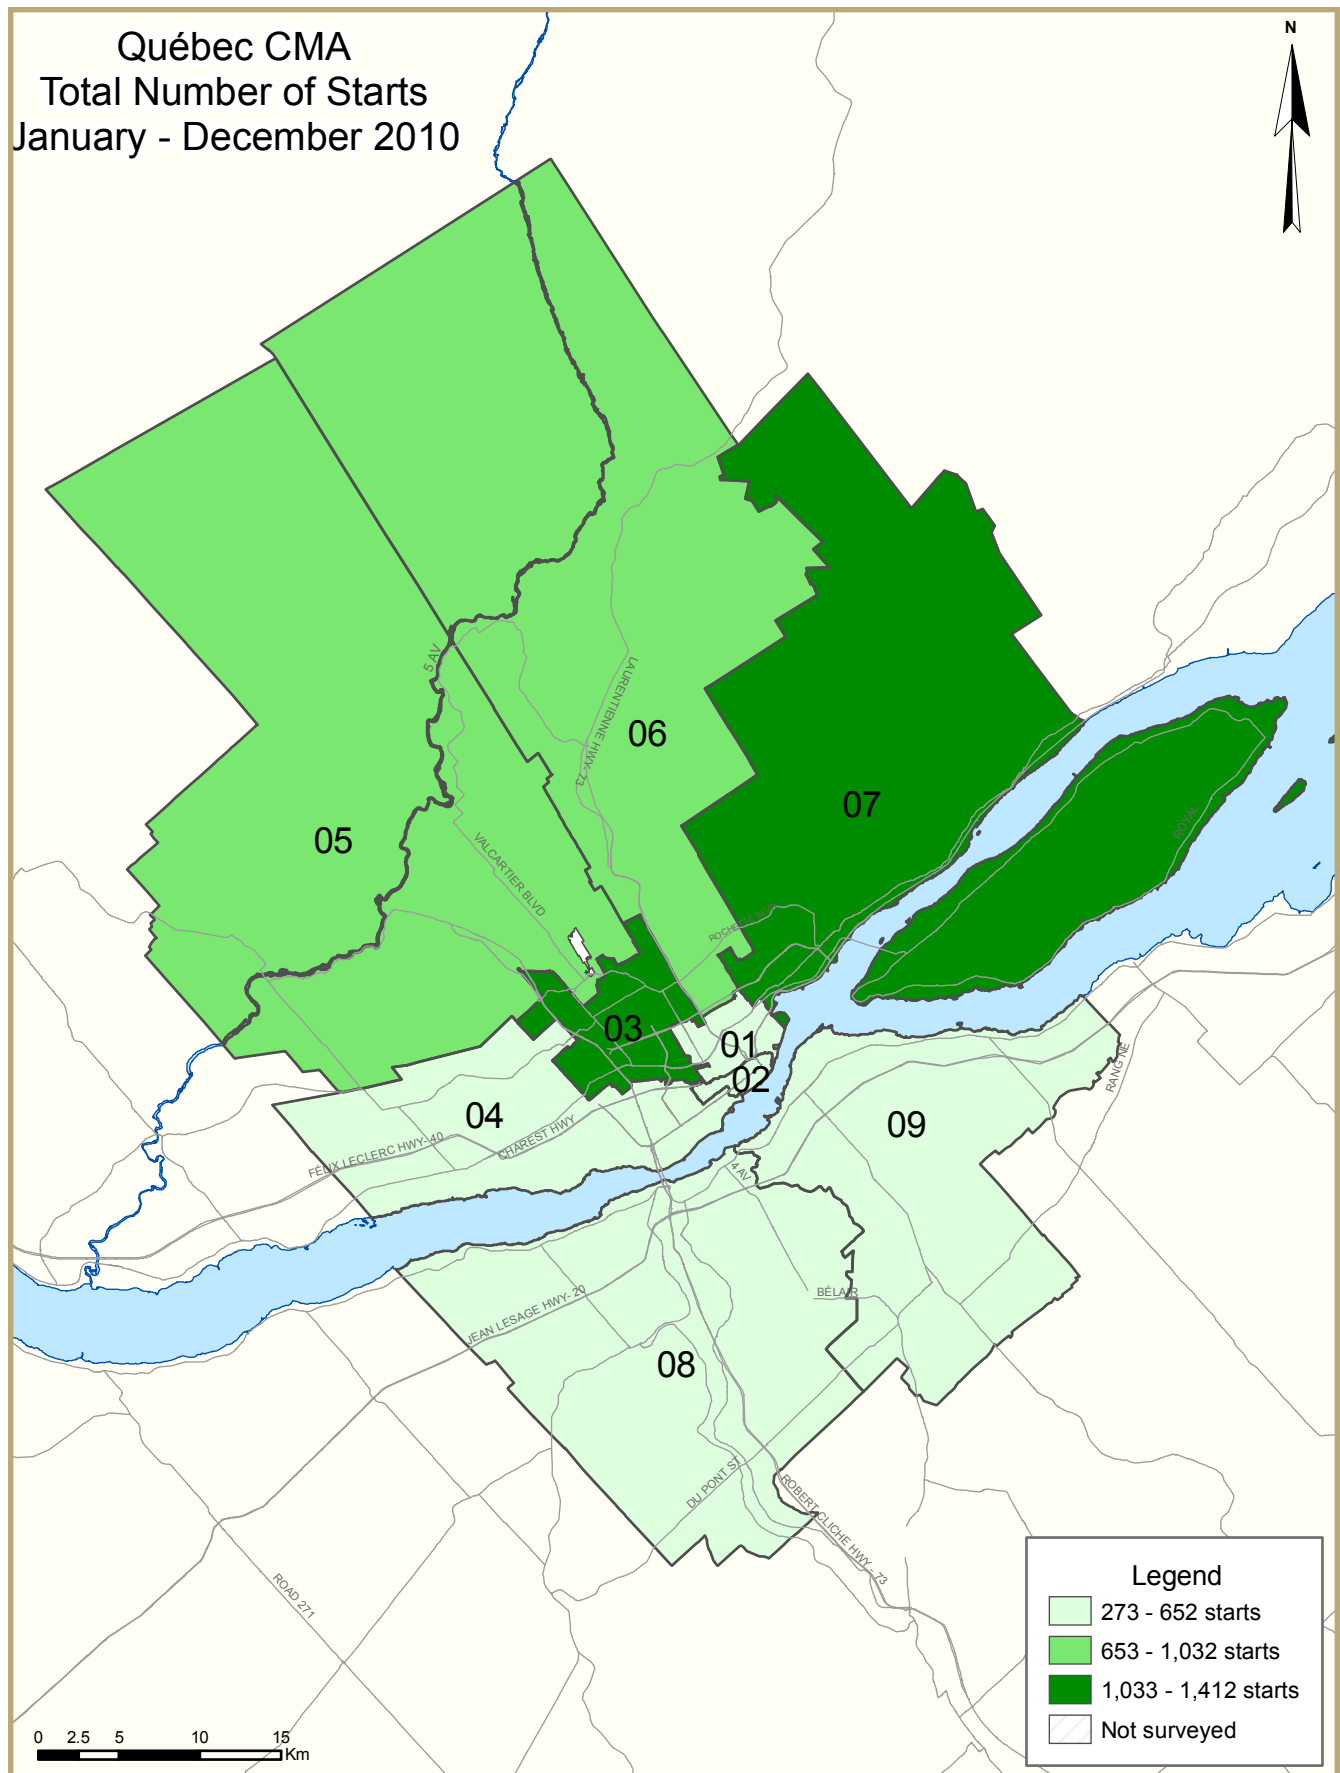 Québec CMA
Total Number of Starts
January - December 2010
N
5 AV
LAURENTIENNE HWY-73
06
07
05
VALCARTIER BLVD
ROYAL
03
01
02
RANG NE
04
09
FÉLIX LECLERC HWY-40
CHAREST HWY
4 AV
BÉLAIR
JEAN LESAGE HWY- 20
08
DU PONT ST
ROBERT CLICHE HWY - 73
ROAD 271
Legend
273 - 652 starts
653 - 1,032 starts
1,033 - 1,412 starts
Not surveyed
0 2.5 5 10 15
Km